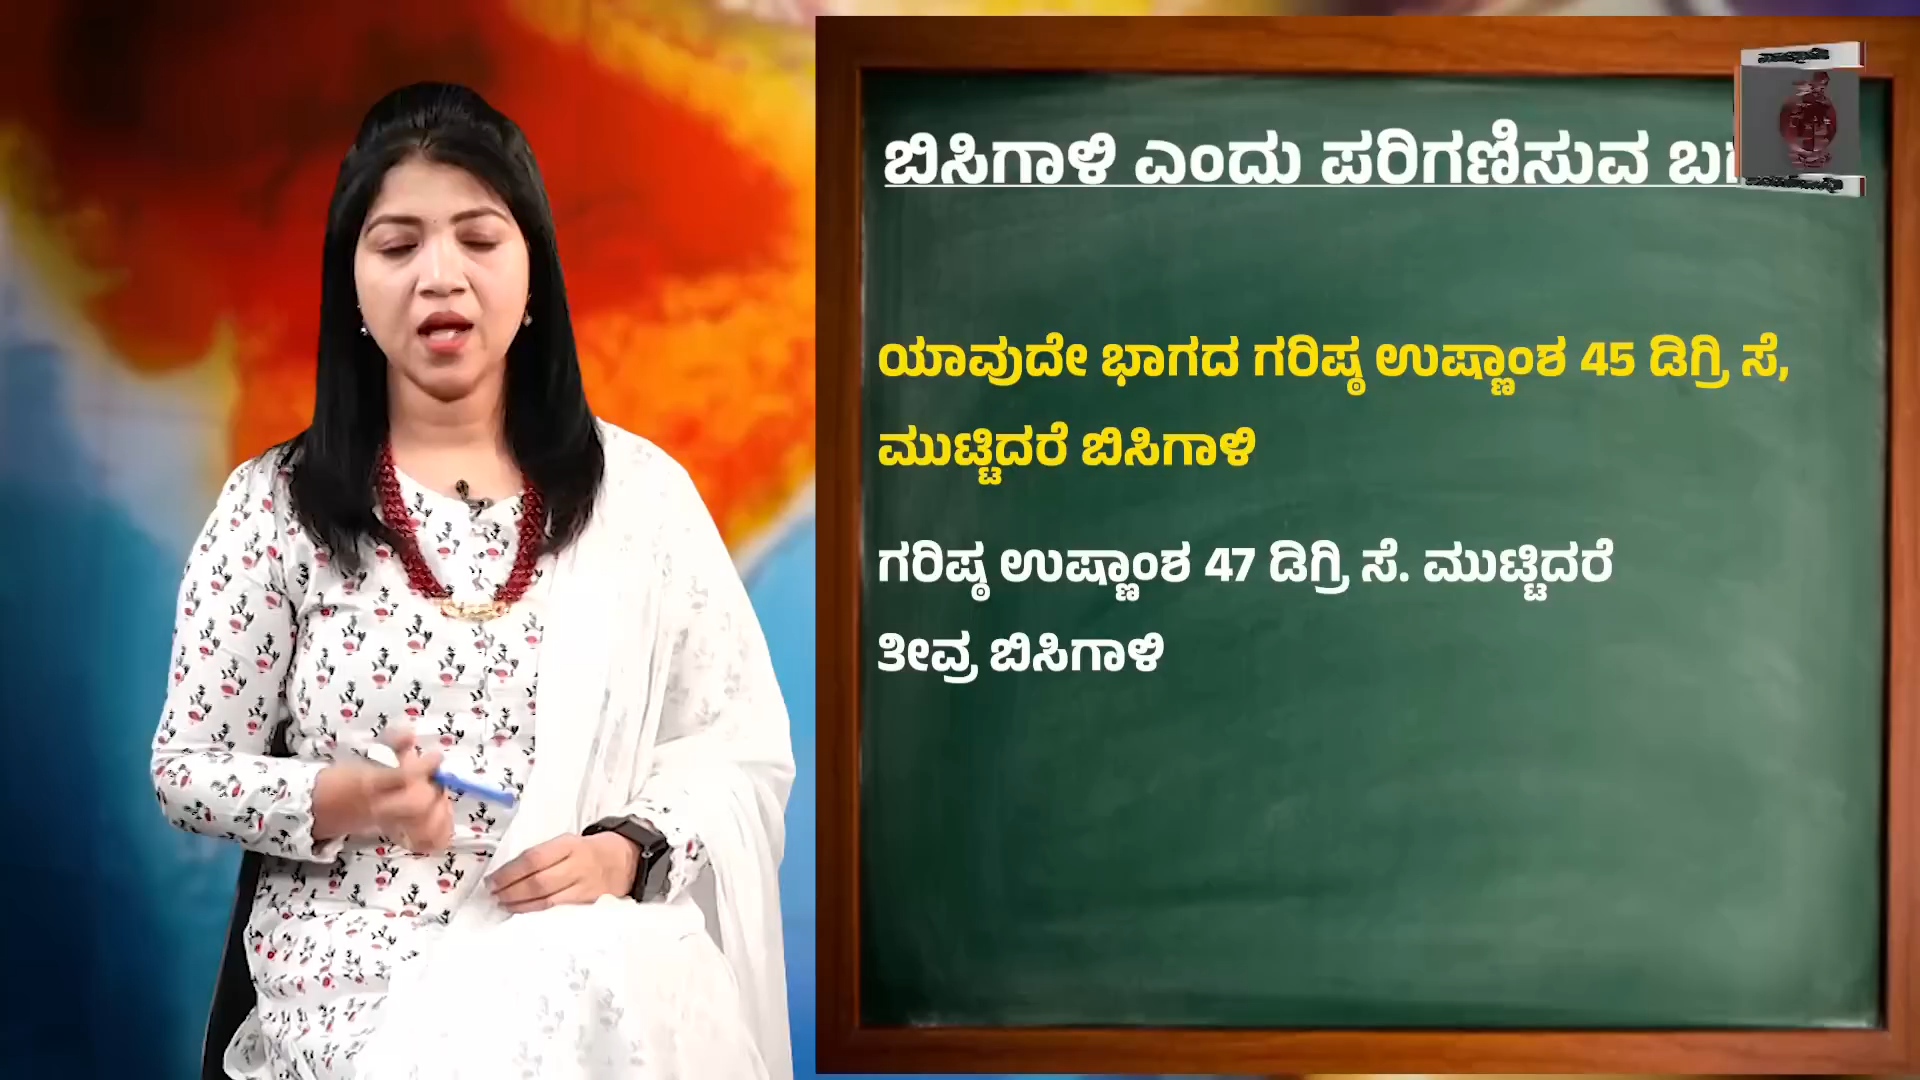 ಬಿಸಿಗಾಳಿ ಎಂದು ಪರಿಗಣಿಸುವ
ಯಾವುದೇ ಭಾಗದ ಗರಿಷ್ಠ ಉಷ್ಣಾಂಶ 45 ಡಿಗ್ರಿ ಸೆ,
ಮುಟ್ಟಿದರೆ ಬಿಸಿಗಾಳಿ
ಗರಿಷ್ಠ ಉಷ್ಣಾಂಶ 47 ಡಿಗ್ರಿ ಸೆ. ಮುಟ್ಟಿದರೆ
ತೀವ್ರ ಬಿಸಿಗಾಳಿ